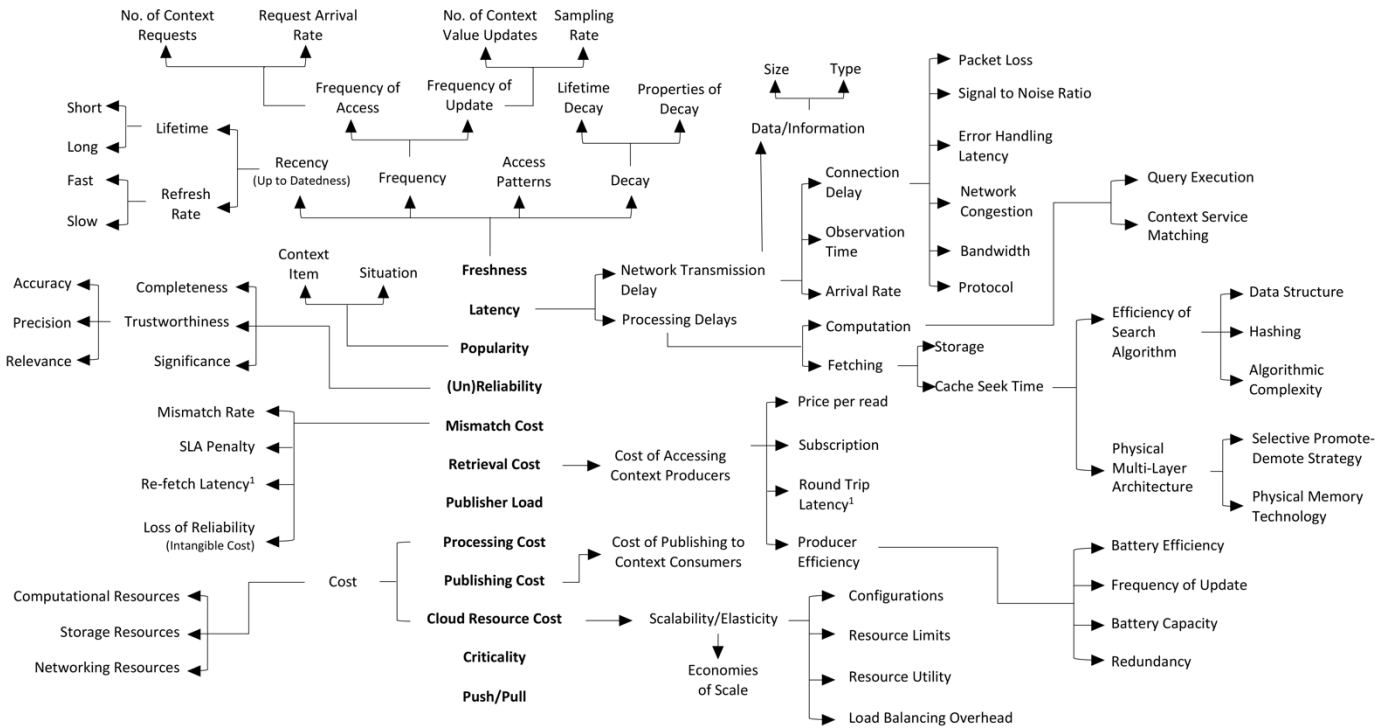 No. of Context
Requests
Request Arrival
Rate
No. of Context
Value Updates
Sampling
Rate
Size
Type
Packet Loss
Signal to Noise Ratio
Error Handling
Latency
Network
Congestion
Bandwidth
Protocol
Frequency of
Access
Frequency of
Update
Lifetime
Decay
Properties of
Decay
Data/Information
Short
Long
Lifetime
Fast
Slow
Refresh
Rate
Recency
(Up to Datedness)
Frequency
Access
Patterns
Decay
Connection
Delay
Observation
Time
Arrival Rate
Query Execution
Context Service
Matching
Context
Item
Situation
Freshness
Latency
Popularity
(Un)Reliability
Mismatch Cost
Retrieval Cost
Publisher Load
Processing Cost
Publishing Cost
Cloud Resource Cost
Criticality
Push/Pull
Network Transmission
Delay
Processing Delays
Computation
Fetching
Storage
Cache Seek Time
Efficiency of
Search
Algorithm
Data Structure
Hashing
Algorithmic
Complexity
Physical
Multi-Layer
Architecture
Selective Promote-
Demote Strategy
Physical Memory
Technology
Accuracy
Precision
Relevance
Completeness
Trustworthiness
Significance
Mismatch Rate
SLA Penalty
Re-fetch Latency¹
Loss of Reliability
(Intangible Cost)
Cost of Accessing
Context Producers
Price per read
Subscription
Round Trip
Latency¹
Producer
Efficiency
Battery Efficiency
Frequency of Update
Battery Capacity
Redundancy
Cost of Publishing to
Context Consumers
Cost
Computational Resources
Storage Resources
Networking Resources
Scalability/Elasticity
Economies
of Scale
Configurations
Resource Limits
Resource Utility
Load Balancing Overhead